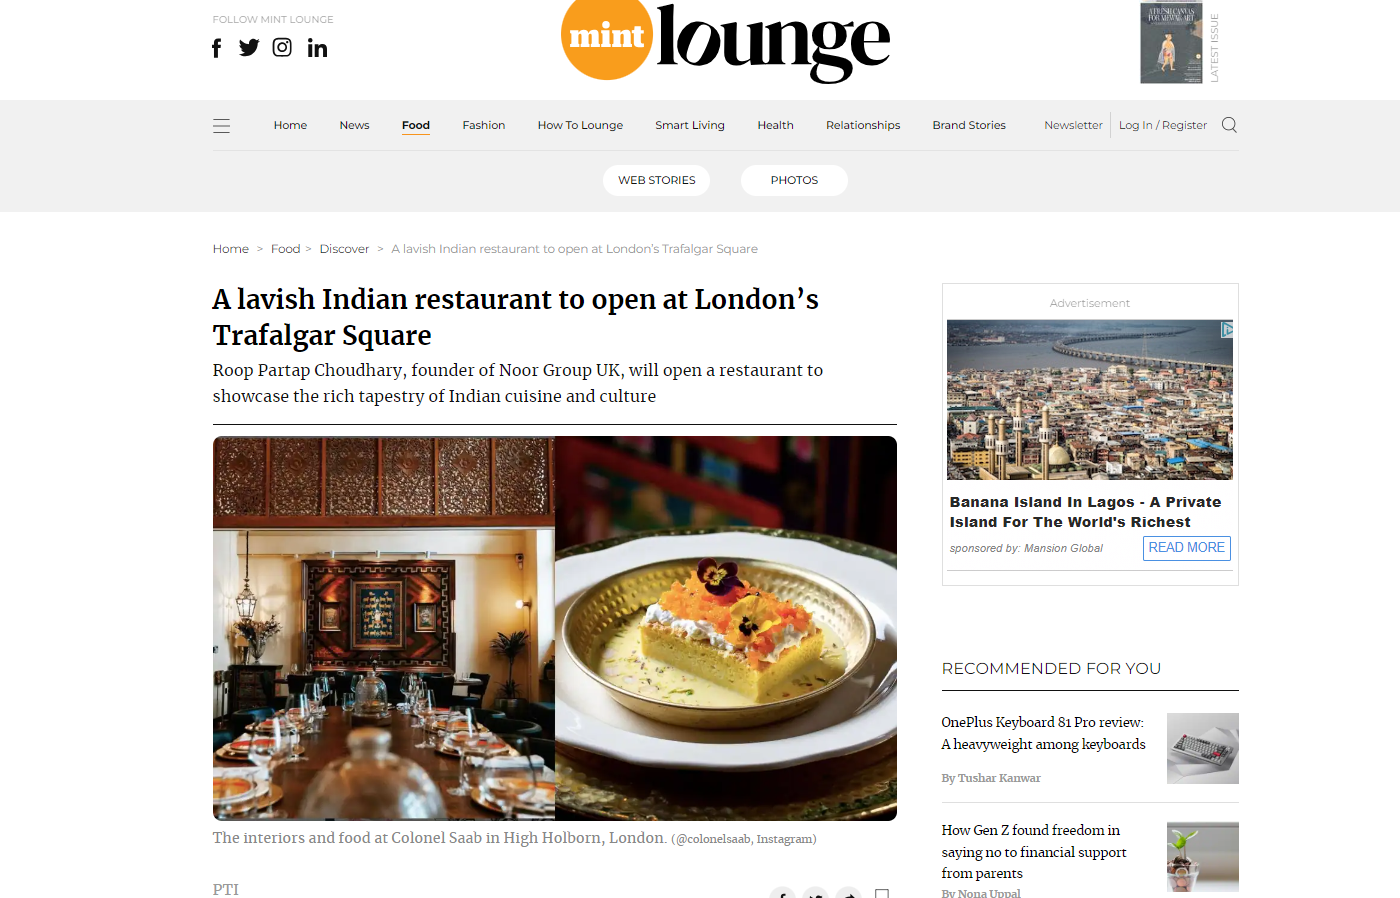 FOLLOW MINT LOUNGE
mint lounge
A FRESH CANVAS
FOR MEWAR ART
LATEST ISSUE
Home News Food Fashion How To Lounge Smart Living Health Relationships Brand Stories Newsletter Log In / Register
WEB STORIES PHOTOS
Home > Food > Discover > A lavish Indian restaurant to open at London's Trafalgar Square
A lavish Indian restaurant to open at London’s
Trafalgar Square
Roop Partap Choudhary, founder of Noor Group UK, will open a restaurant to
showcase the rich tapestry of Indian cuisine and culture
The interiors and food at Colonel Saab in High Holborn, London. (@colonelsaab, Instagram)
PTI
Advertisement
Banana Island In Lagos - A Private
Island For The World's Richest
sponsored by: Mansion Global READ MORE
RECOMMENDED FOR YOU
OnePlus Keyboard 81 Pro review:
A heavyweight among keyboards
By Tushar Kanwar
How Gen Z found freedom in
saying no to financial support
from parents
By Nona Uppal